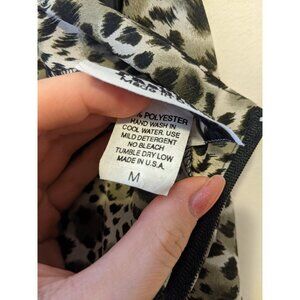 % POLYESTER
HAND WASH IN
COOL WATER. USE
MILD DETERGENT
NO BLEACH
TUMBLE DRY LOW
MADE IN U.S.A.
M